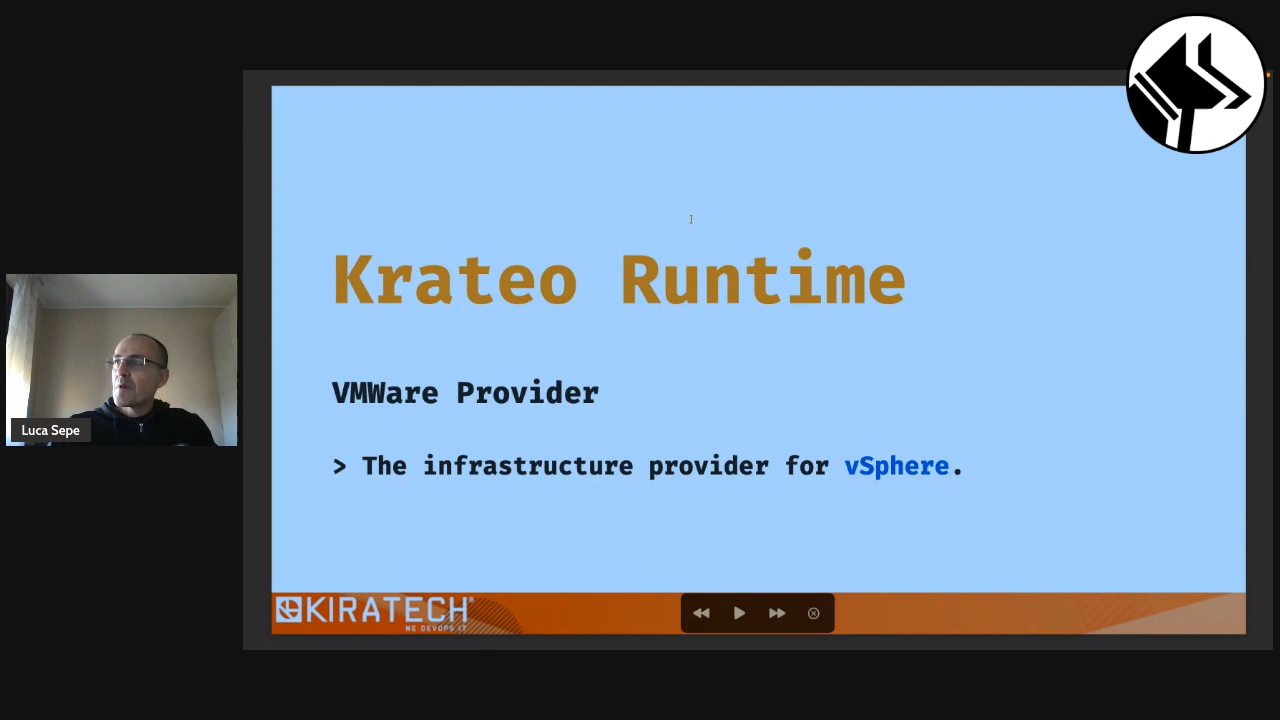 Krateo Runtime
VMWare Provider
> The infrastructure provider for vSphere.
Luca Sepe
KIRATECH
WE DEVOPS IT